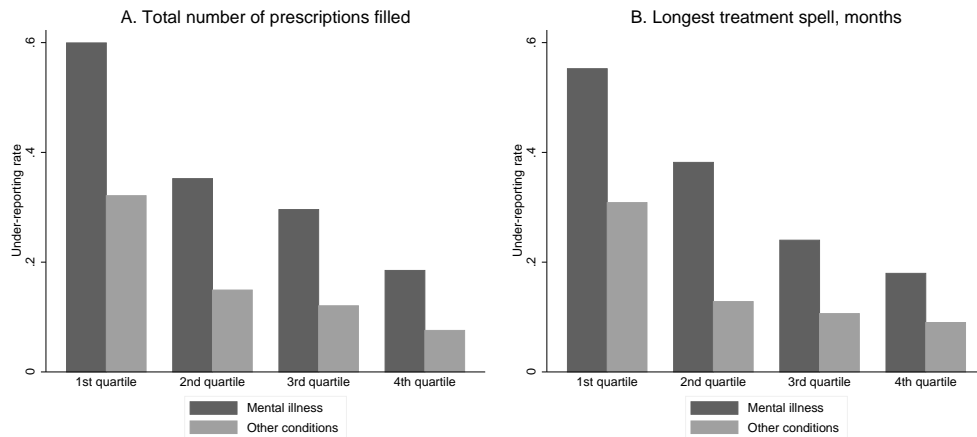 A. Total number of prescriptions filled
Under-reporting rate
.6
.4
.2
0
1st quartile 2nd quartile 3rd quartile 4th quartile
Mental illness
Other conditions
B. Longest treatment spell, months
Under-reporting rate
.6
.4
.2
0
1st quartile 2nd quartile 3rd quartile 4th quartile
Mental illness
Other conditions